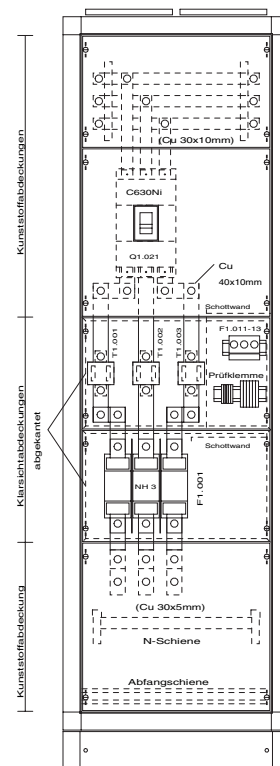 Kunststoffabdeckungen
(Cu 30x10mm)
C630Ni
Q1.021
Cu
40x10mm
Schottwand
T1.001
T1.002
T1.003
F1.011-13
Prüfklemme
Klarsichtabdeckungen
abgekantet
Schottwand
NH 3
F1.001
Kunststoffabdeckung
(Cu 30x5mm)
N-Schiene
Abfangschiene